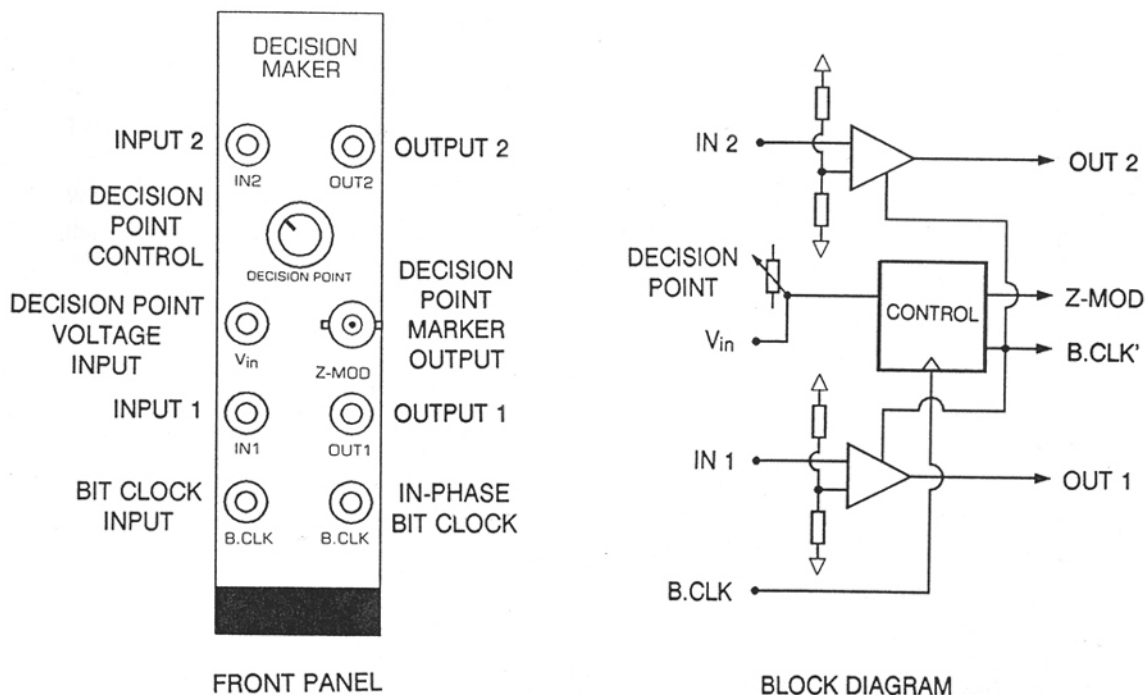 DECISION
MAKER
INPUT 2
IN2
OUTPUT 2
OUT2
DECISION
POINT
CONTROL
DECISION POINT
DECISION POINT
VOLTAGE
INPUT
Vin
DECISION
POINT
MARKER
OUTPUT
Z-MOD
INPUT 1
IN1
OUTPUT 1
OUT1
BIT CLOCK
INPUT
B.CLK
B.CLK
IN-PHASE
BIT CLOCK
FRONT PANEL
IN 2
OUT 2
DECISION
POINT
Vin
CONTROL
Z-MOD
B.CLK'
IN 1
OUT 1
B.CLK
BLOCK DIAGRAM